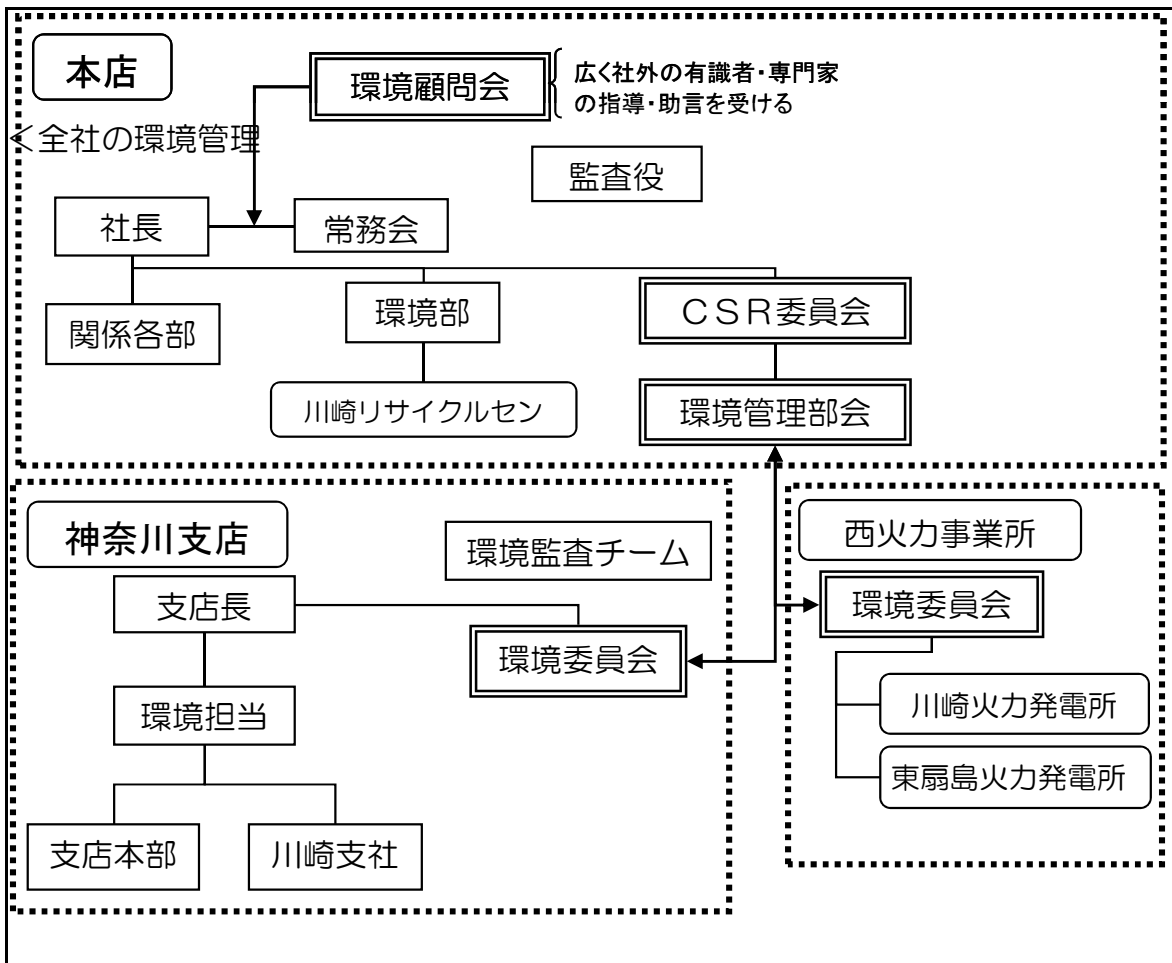 本店
環境顧問会
広く社外の有識者・専門家
の指導・助言を受ける
＜全社の環境管理
監査役
社長
常務会
関係各部
環境部
ＣＳＲ委員会
川崎リサイクルセン
環境管理部会
神奈川支店
環境監査チーム
西火力事業所
支店長
環境委員会
環境委員会
環境担当
川崎火力発電所
東扇島火力発電所
支店本部
川崎支社